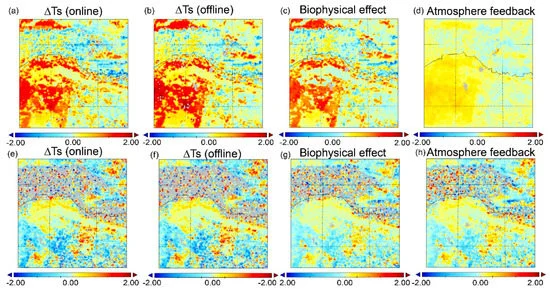 (a) ΔTs (online) (b) ΔTs (offline) (c) Biophysical effect (d) Atmosphere feedback
-2.00 0.00 2.00 -2.00 0.00 2.00 -2.00 0.00 2.00 -2.00 0.00 2.00
(e) ΔTs (online) (f) ΔTs (offline) (g) Biophysical effect (h) Atmosphere feedback
-2.00 0.00 2.00 -2.00 0.00 -2.00 -2.00 0.00 2.00 -2.00 0.00 2.00